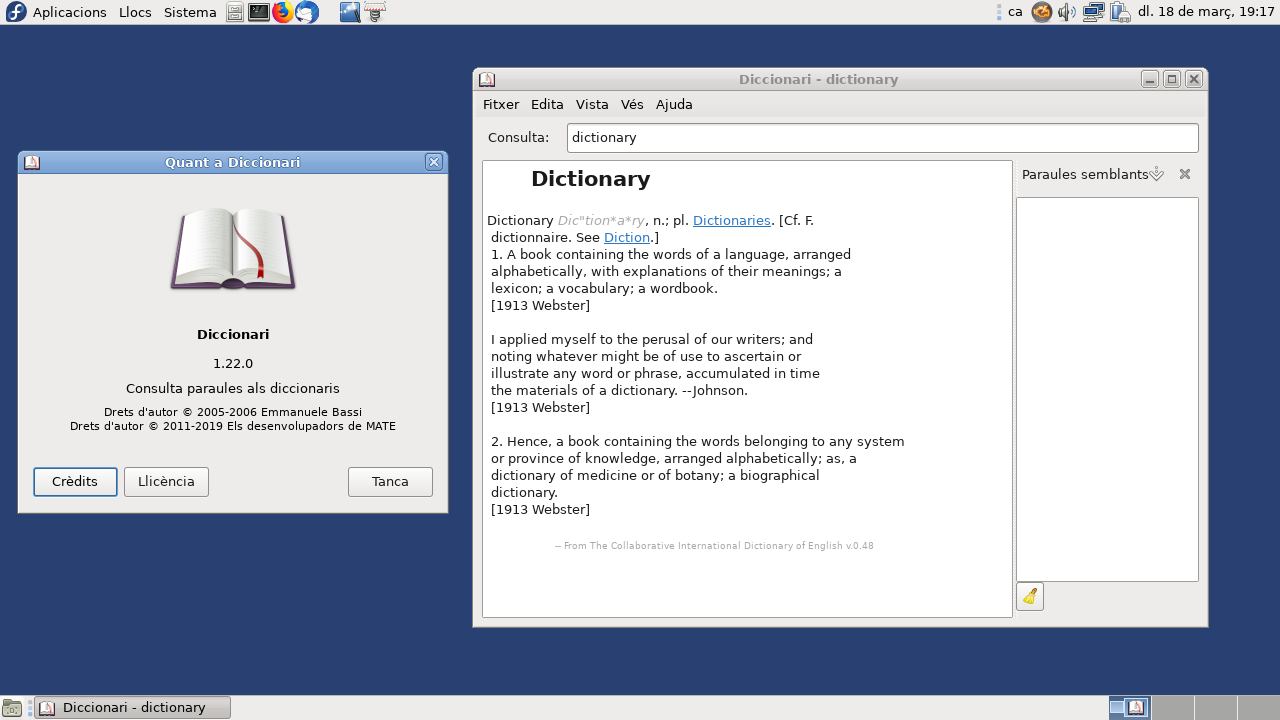 Aplicacions Llocs Sistema ca dl. 18 de març, 19:17
Diccionari - dictionary
Fitxer Edita Vista Vés Ajuda
Consulta: dictionary
Paraules semblants
Dictionary
Dictionary Dic"tion*a*ry, n.; pl. Dictionaries. [Cf. F.
dictionnaire. See Diction.]
1. A book containing the words of a language, arranged
alphabetically, with explanations of their meanings; a
lexicon; a vocabulary; a wordbook.
[1913 Webster]
I applied myself to the perusal of our writers; and
noting whatever might be of use to ascertain or
illustrate any word or phrase, accumulated in time
the materials of a dictionary. --Johnson.
[1913 Webster]
2. Hence, a book containing the words belonging to any system
or province of knowledge, arranged alphabetically; as, a
dictionary of medicine or of botany; a biographical
dictionary.
[1913 Webster]
-- From The Collaborative International Dictionary of English v.0.48
Quant a Diccionari
Diccionari
1.22.0
Consulta paraules als diccionaris
Drets d'autor © 2005-2006 Emmanuele Bassi
Drets d'autor © 2011-2019 Els desenvolupadors de MATE
Crèdits Llicència Tanca
Diccionari - dictionary